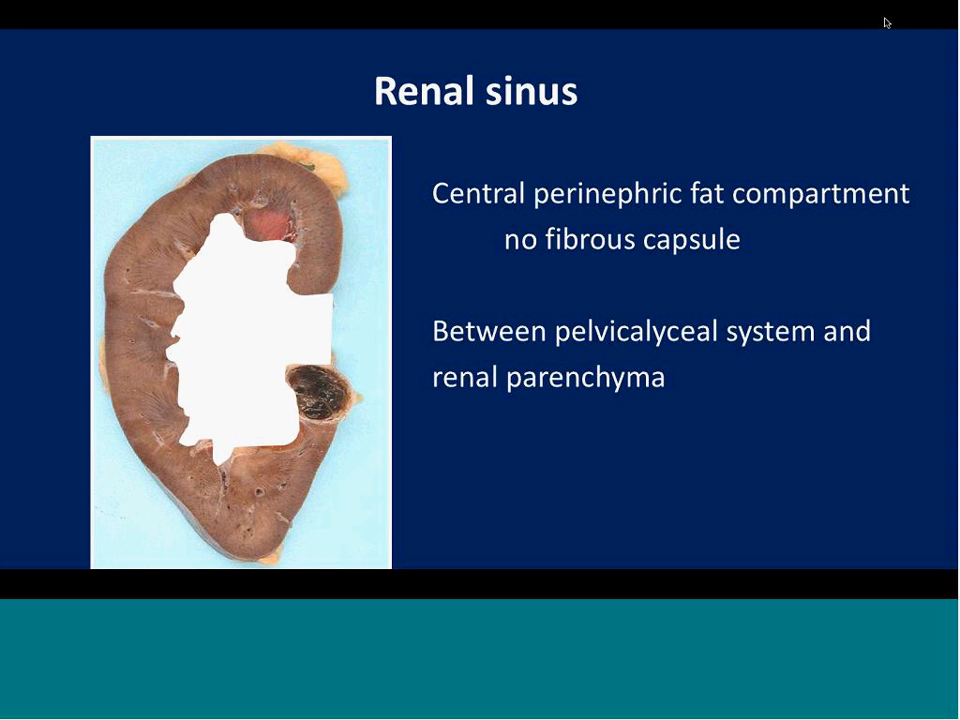 Renal sinus
Central perinephric fat compartment
no fibrous capsule
Between pelvicalyceal system and
renal parenchyma